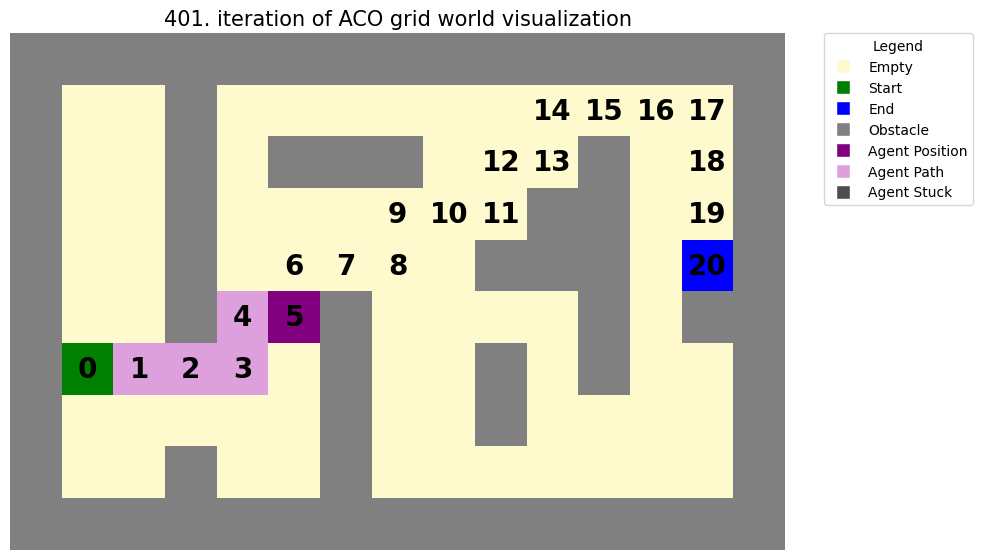 401. iteration of ACO grid world visualization
14 15 16 17
12 13 18
9 10 11 19
6 7 8 20
4 5
0 1 2 3
Legend
Empty
Start
End
Obstacle
Agent Position
Agent Path
Agent Stuck